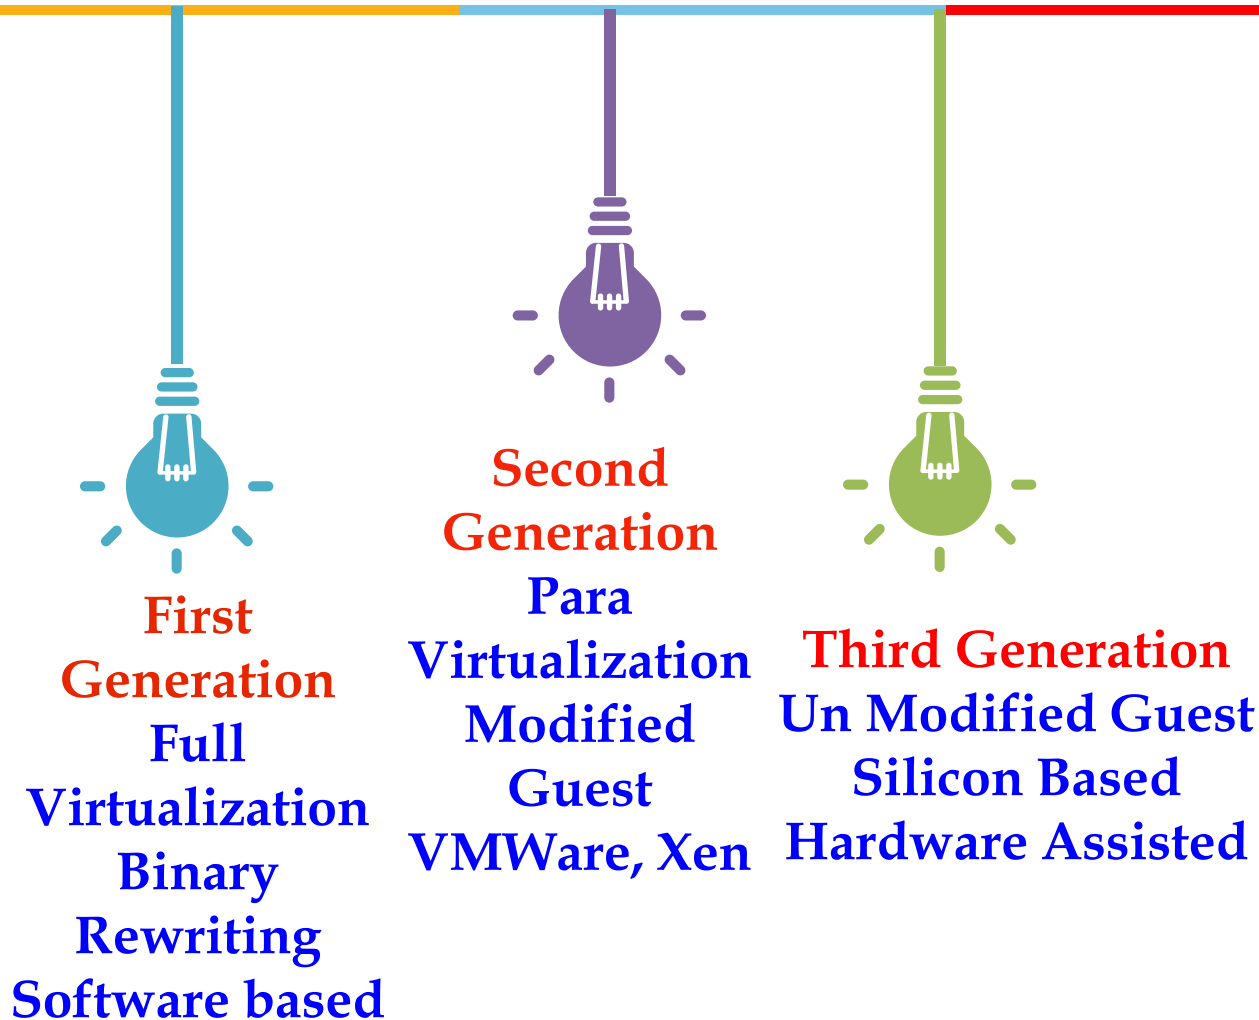 First
Generation
Full
Virtualization
Binary
Rewriting
Software based
Second
Generation
Para
Virtualization
Modified
Guest
VMWare, Xen
Third Generation
Un Modified Guest
Silicon Based
Hardware Assisted